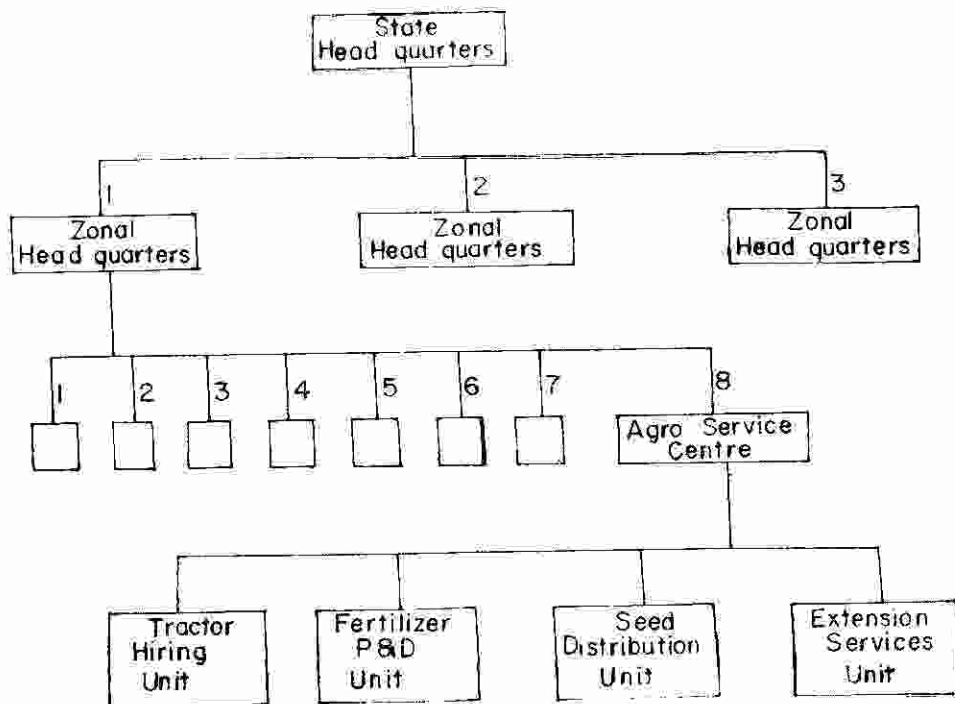 State
Head quarters
1
2
3
Zonal
Head quarters
Zonal
Head quarters
Zonal
Head quarters
1
2
3
4
5
6
7
8
Agro Service
Centre
Tractor
Hiring
Unit
Fertilizer
P&D
Unit
Seed
Distribution
Unit
Extension
Services
Unit